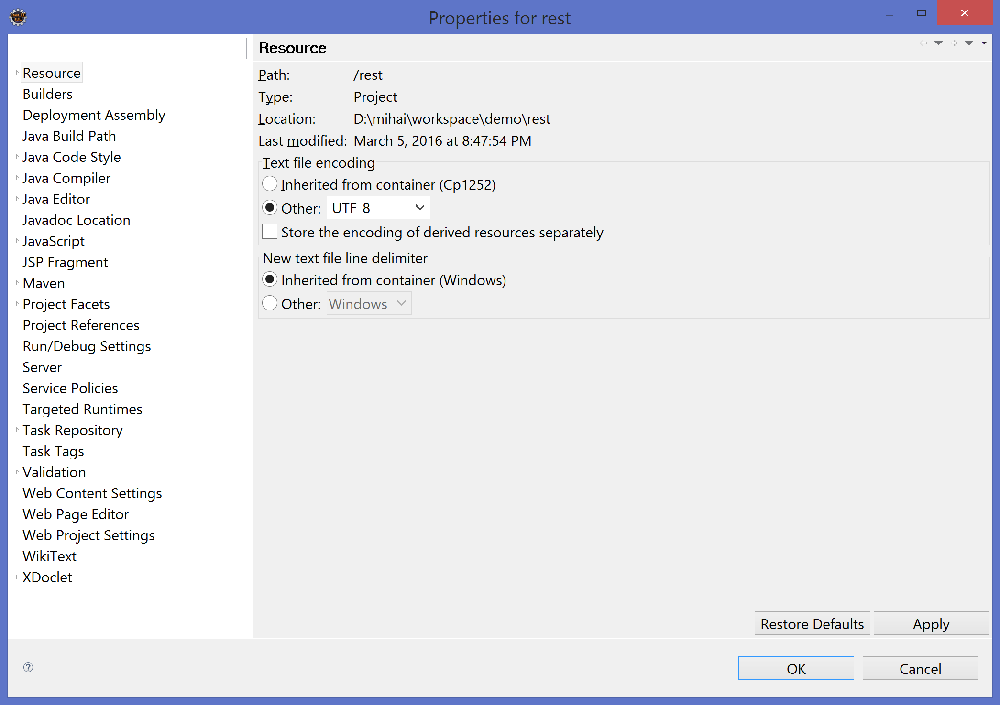 Java EE
IDE
Properties for rest
Resource
Builders
Deployment Assembly
Java Build Path
Java Code Style
Java Compiler
Java Editor
Javadoc Location
JavaScript
JSP Fragment
Maven
Project Facets
Project References
Run/Debug Settings
Server
Service Policies
Targeted Runtimes
Task Repository
Task Tags
Validation
Web Content Settings
Web Page Editor
Web Project Settings
WikiText
XDoclet
Resource
Path: /rest
Type: Project
Location: D:\mihai\workspace\demo\rest
Last modified: March 5, 2016 at 8:47:54 PM
Text file encoding
Inherited from container (Cp1252)
Other: UTF-8
Store the encoding of derived resources separately
New text file line delimiter
Inherited from container (Windows)
Other: Windows
Restore Defaults Apply
?
OK Cancel